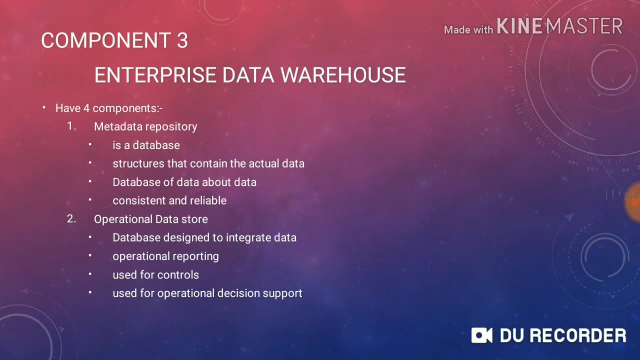 Made with KINEMASTER
COMPONENT 3
ENTERPRISE DATA WAREHOUSE
• Have 4 components:-
1. Metadata repository
• is a database
• structures that contain the actual data
• Database of data about data
• consistent and reliable
2. Operational Data store
• Database designed to integrate data
• operational reporting
• used for controls
• used for operational decision support
DU RECORDER